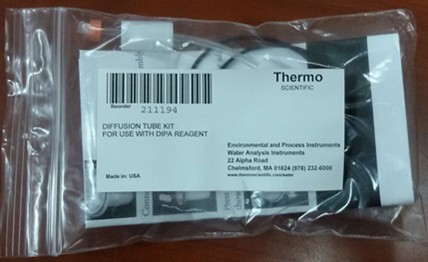 Thermo
SCIENTIFIC
Reorder
211194
DIFFUSION TUBE KIT
FOR USE WITH DIPA REAGENT
Environmental and Process Instruments
Water Analysis Instruments
22 Alpha Road
Chelmsford, MA 01824 (978) 232-6000
www.thermoscientific.com/water
Made in: USA